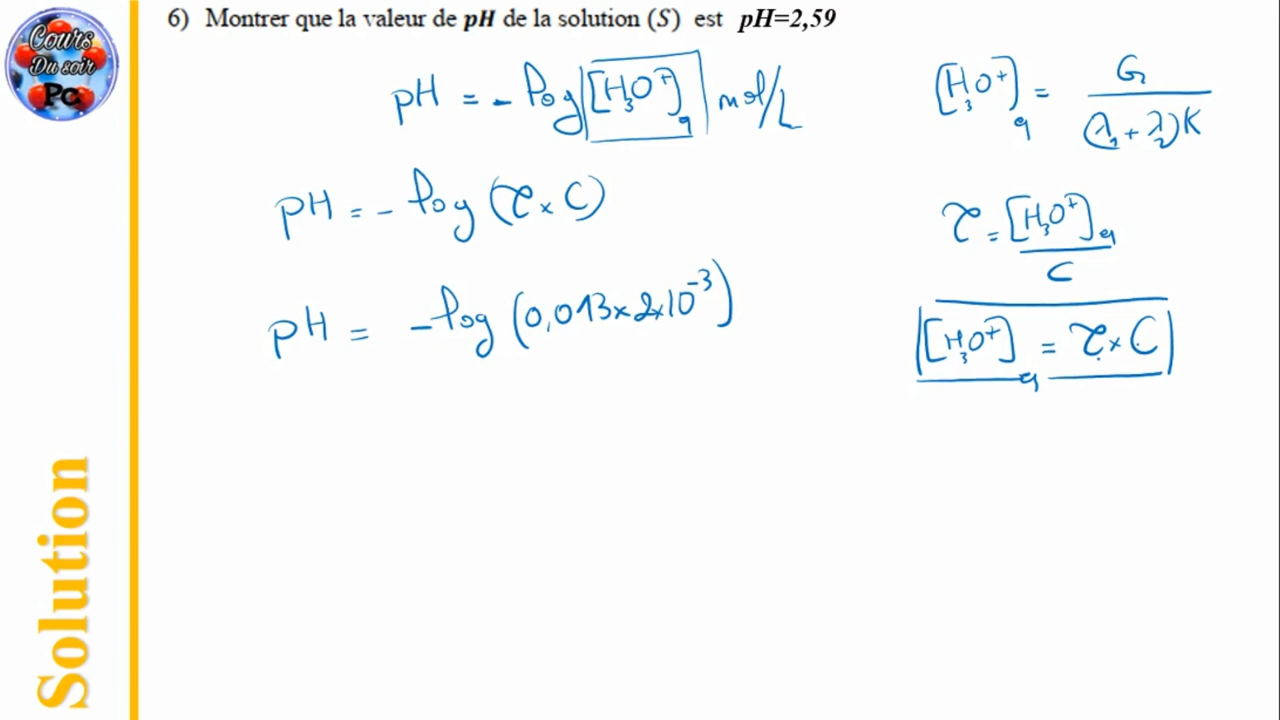 Cours
Du soir
PC
6) Montrer que la valeur de pH de la solution (S) est pH=2,59
pH = - log [H₃O⁺]éq mol/L
[H₃O⁺]éq = G / (λ₁ + λ₂)K
pH = - log (τ × C)
τ = [H₃O⁺]éq / C
pH = - log (0,013 × 2×10⁻³)
[H₃O⁺]éq = τ × C
Solution